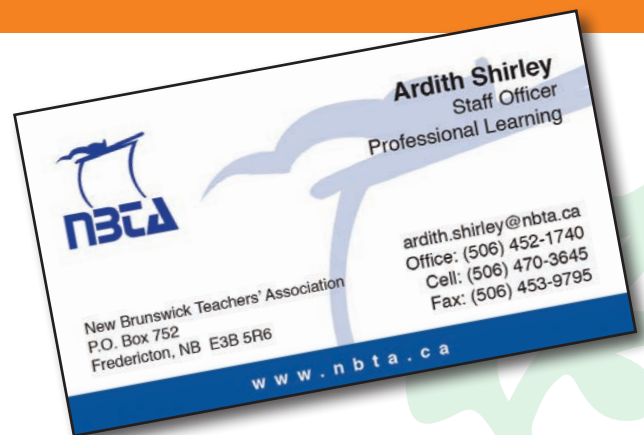 Ardith Shirley
Staff Officer
Professional Learning
NBTA
ardith.shirley@nbta.ca
Office: (506) 452-1740
Cell: (506) 470-3645
Fax: (506) 453-9795
New Brunswick Teachers' Association
P.O. Box 752
Fredericton, NB E3B 5R6
www.nbta.ca